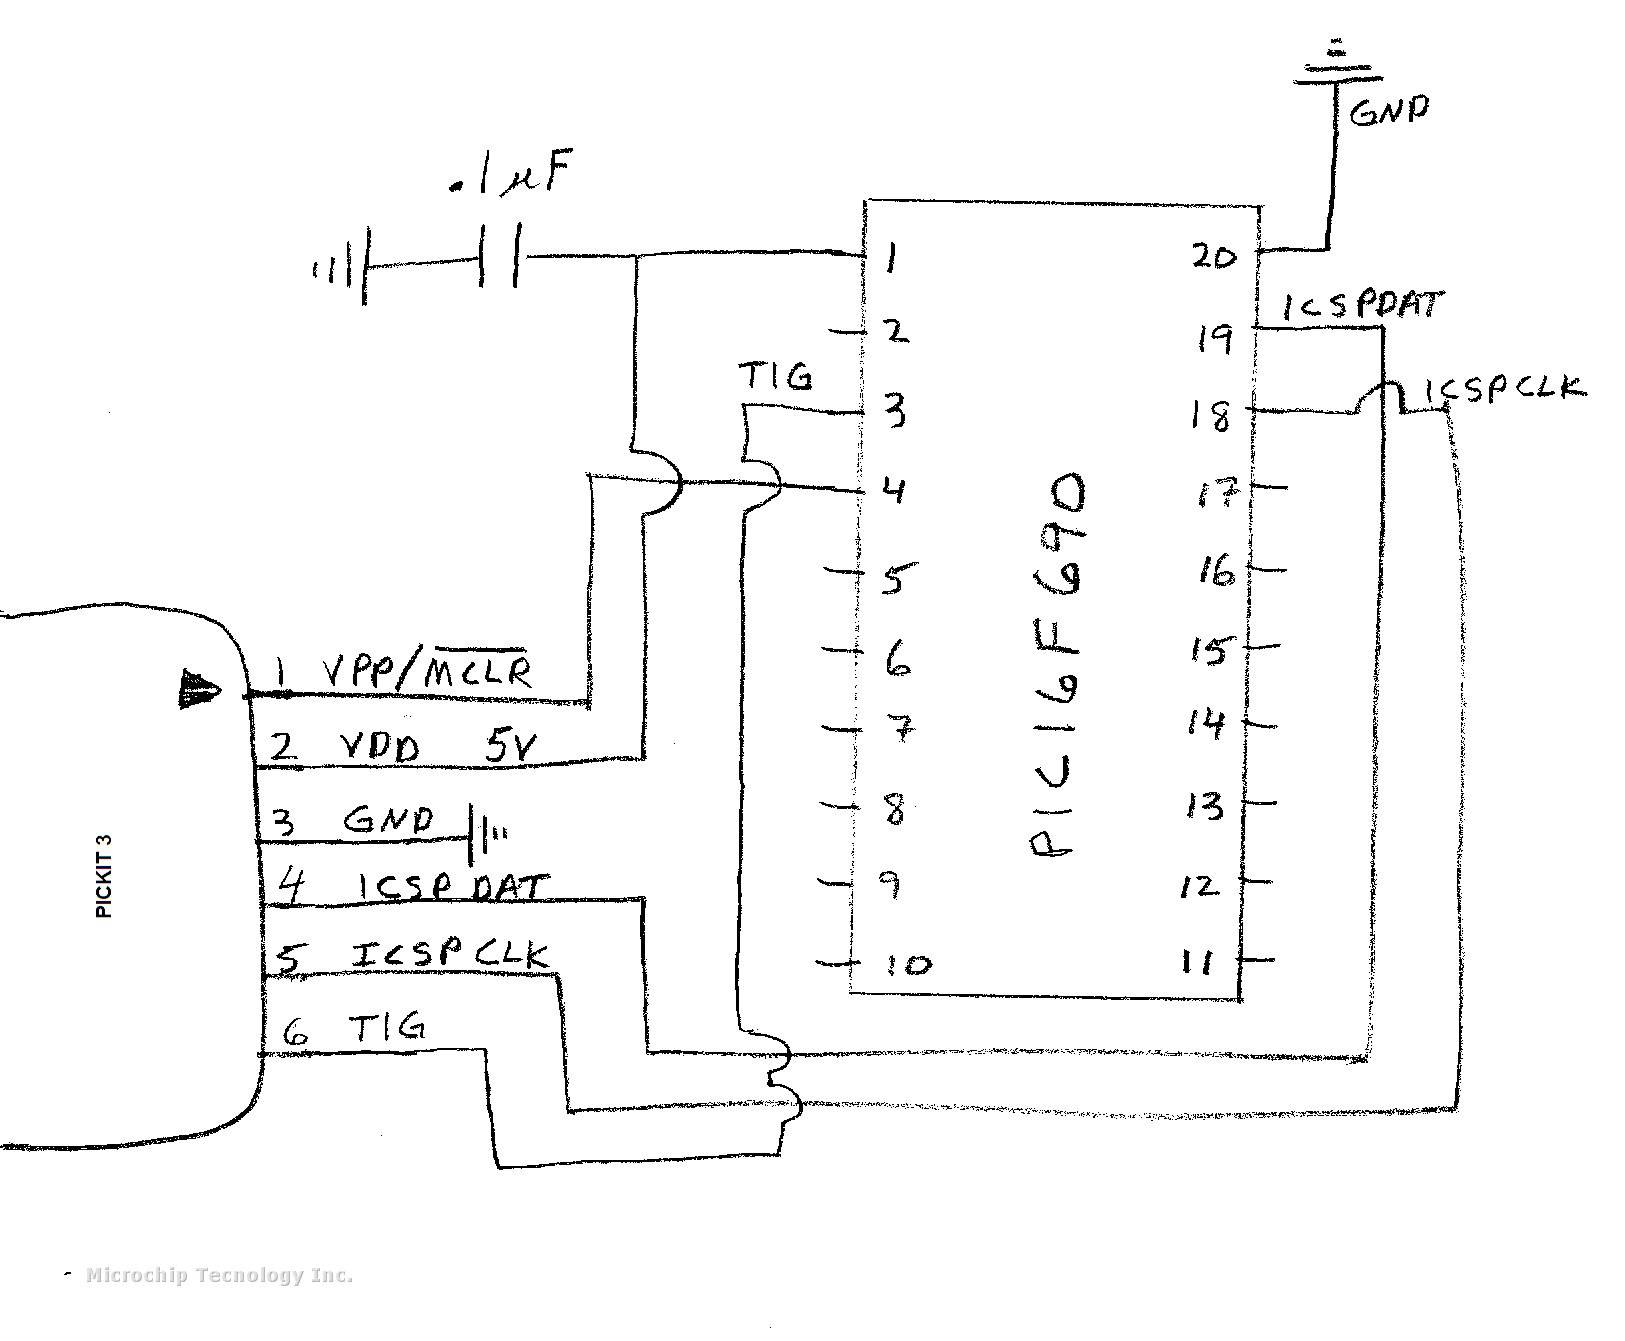 GND
.1µF
1
20
ICSPDAT
2
19
TIG
ICSPCLK
3
18
4
17
5
16
6
15
7
14
8
13
9
12
10
11
PIC16F690
1 VPP/MCLR
2 VDD 5V
3 GND
4 ICSP DAT
5 ICSP CLK
6 TIG
PICKIT 3
- Microchip Tecnology Inc.